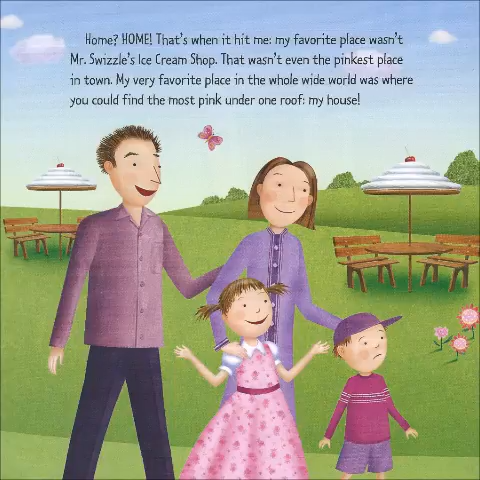 Home? HOME! That's when it hit me: my favorite place wasn't
Mr. Swizzle's Ice Cream Shop. That wasn't even the pinkest place
in town. My very favorite place in the whole wide world was where
you could find the most pink under one roof: my house!